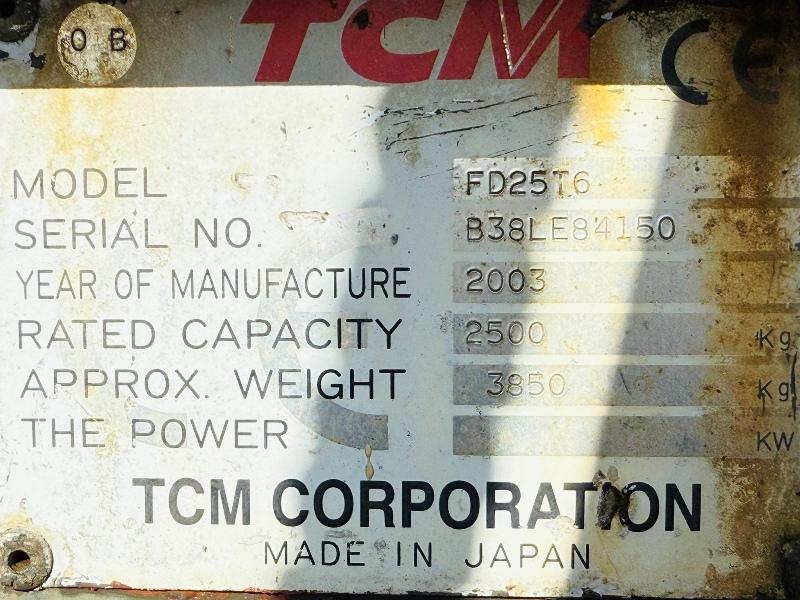 0 B
TCM
CE
MODEL FD25T6
SERIAL NO. B38LE84150
YEAR OF MANUFACTURE 2003
RATED CAPACITY 2500 Kg
APPROX. WEIGHT 3850 Kg
THE POWER KW
TCM CORPORATION
MADE IN JAPAN